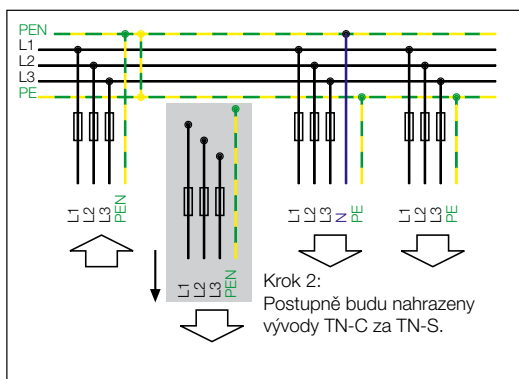 PEN
L1
L2
L3
PE
L1 L2 L3 PEN
L1 L2 L3 PEN
L1 L2 L3 N PE
L1 L2 L3 PE
Krok 2:
Postupně budu nahrazeny
vývody TN-C za TN-S.